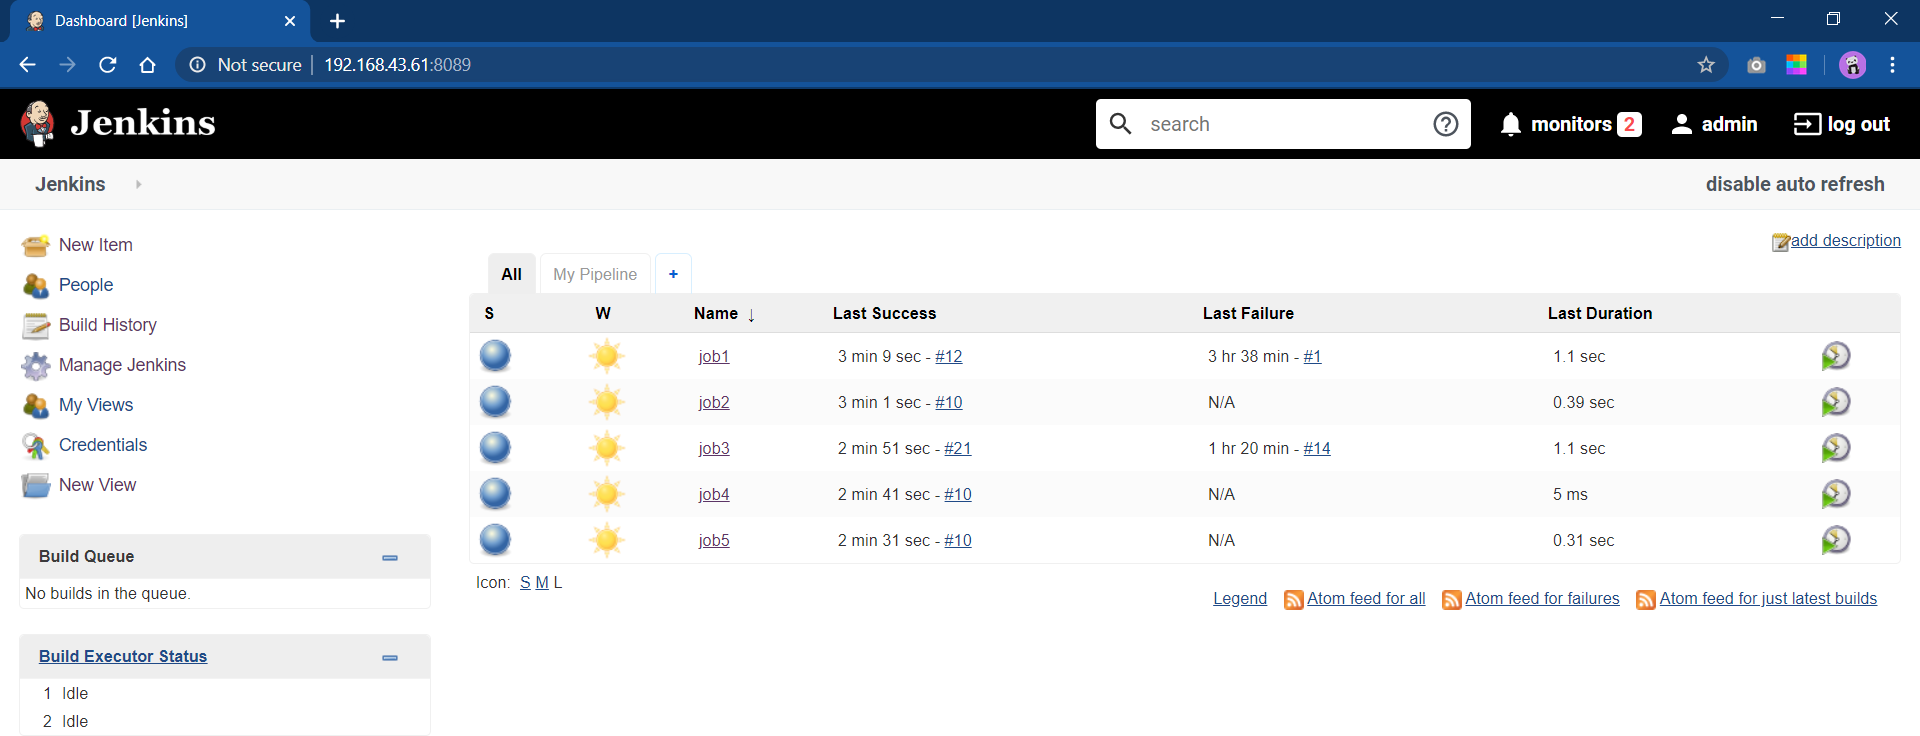 Dashboard [Jenkins]
Not secure 192.168.43.61:8089
Jenkins
search
monitors 2
admin
log out
Jenkins
disable auto refresh
New Item
People
Build History
Manage Jenkins
My Views
Credentials
New View
Build Queue
No builds in the queue.
Build Executor Status
1 Idle
2 Idle
add description
All My Pipeline +
S W Name ↓ Last Success Last Failure Last Duration
job1 3 min 9 sec - #12 3 hr 38 min - #1 1.1 sec
job2 3 min 1 sec - #10 N/A 0.39 sec
job3 2 min 51 sec - #21 1 hr 20 min - #14 1.1 sec
job4 2 min 41 sec - #10 N/A 5 ms
job5 2 min 31 sec - #10 N/A 0.31 sec
Icon: S M L
Legend Atom feed for all Atom feed for failures Atom feed for just latest builds